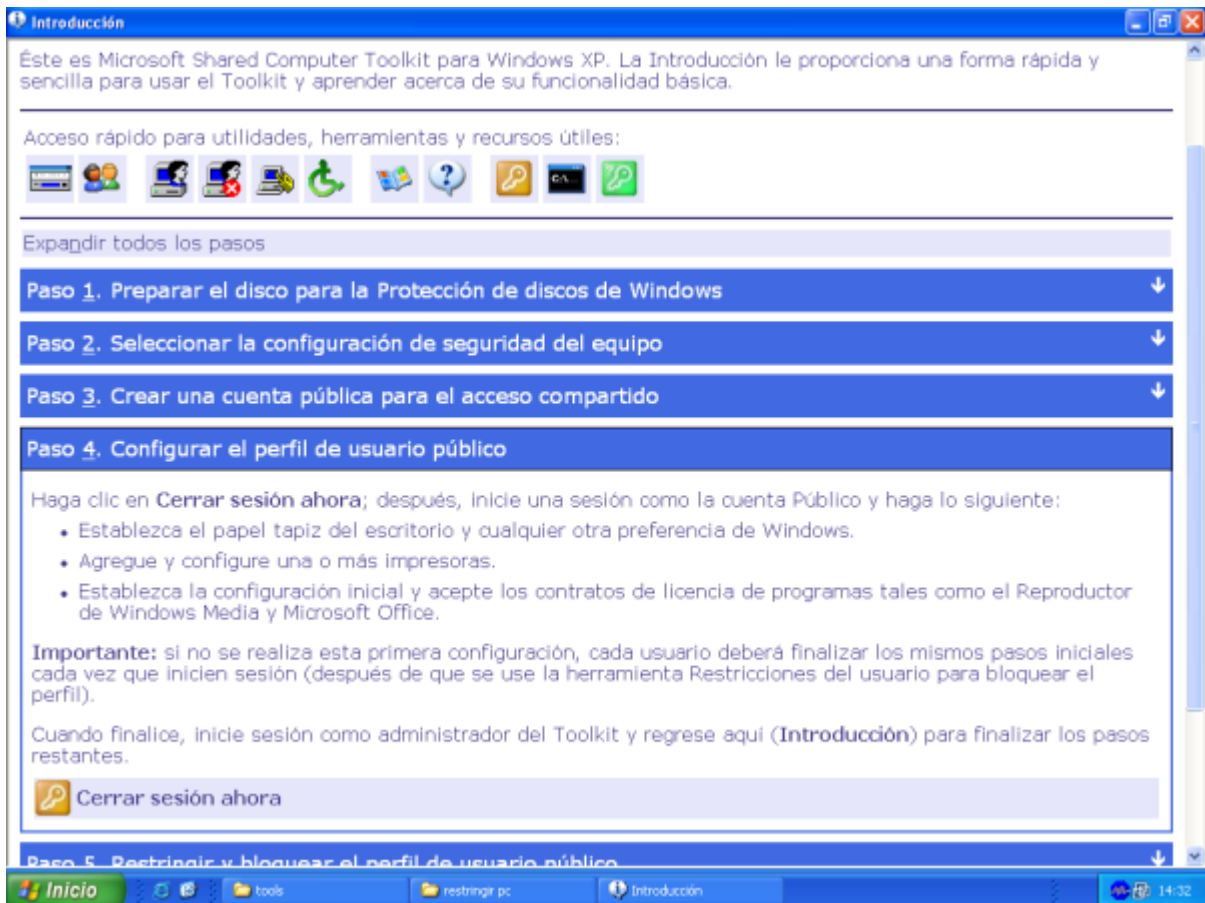 Introducción
Éste es Microsoft Shared Computer Toolkit para Windows XP. La Introducción le proporciona una forma rápida y
sencilla para usar el Toolkit y aprender acerca de su funcionalidad básica.
Acceso rápido para utilidades, herramientas y recursos útiles:
Expandir todos los pasos
Paso 1. Preparar el disco para la Protección de discos de Windows
Paso 2. Seleccionar la configuración de seguridad del equipo
Paso 3. Crear una cuenta pública para el acceso compartido
Paso 4. Configurar el perfil de usuario público
Haga clic en Cerrar sesión ahora; después, inicie una sesión como la cuenta Público y haga lo siguiente:
• Establezca el papel tapiz del escritorio y cualquier otra preferencia de Windows.
• Agregue y configure una o más impresoras.
• Establezca la configuración inicial y acepte los contratos de licencia de programas tales como el Reproductor
de Windows Media y Microsoft Office.
Importante: si no se realiza esta primera configuración, cada usuario deberá finalizar los mismos pasos iniciales
cada vez que inicien sesión (después de que se use la herramienta Restricciones del usuario para bloquear el
perfil).
Cuando finalice, inicie sesión como administrador del Toolkit y regrese aquí (Introducción) para finalizar los pasos
restantes.
Cerrar sesión ahora
Paso 5. Restringir y bloquear el perfil de usuario público
Inicio tools restringir pc Introducción 14:32